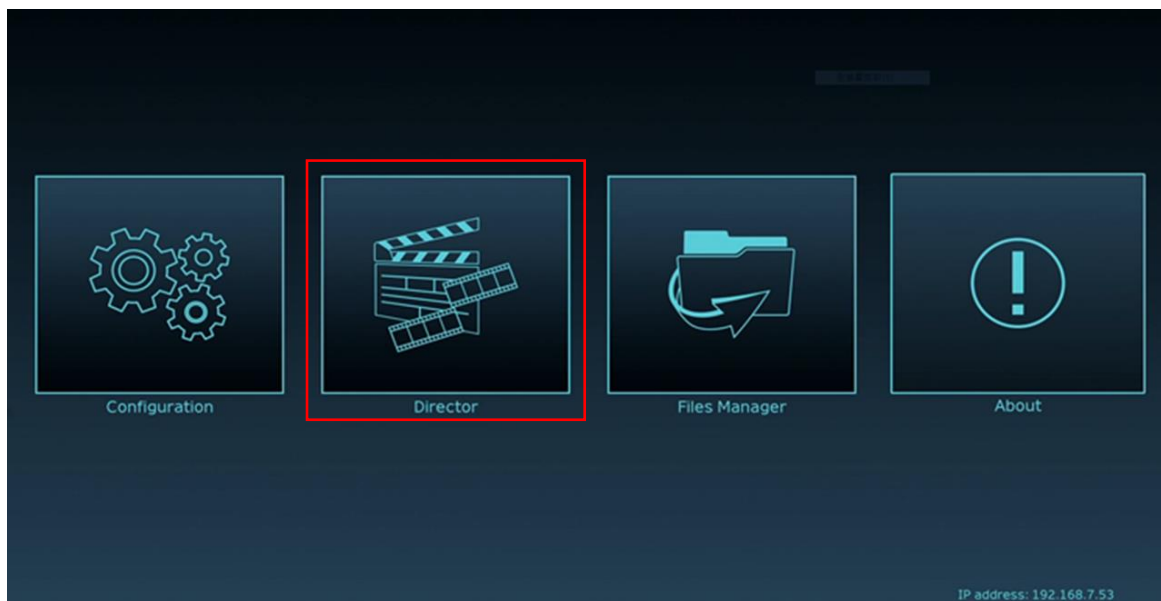 Configuration
Director
Files Manager
About
IP address: 192.168.7.53